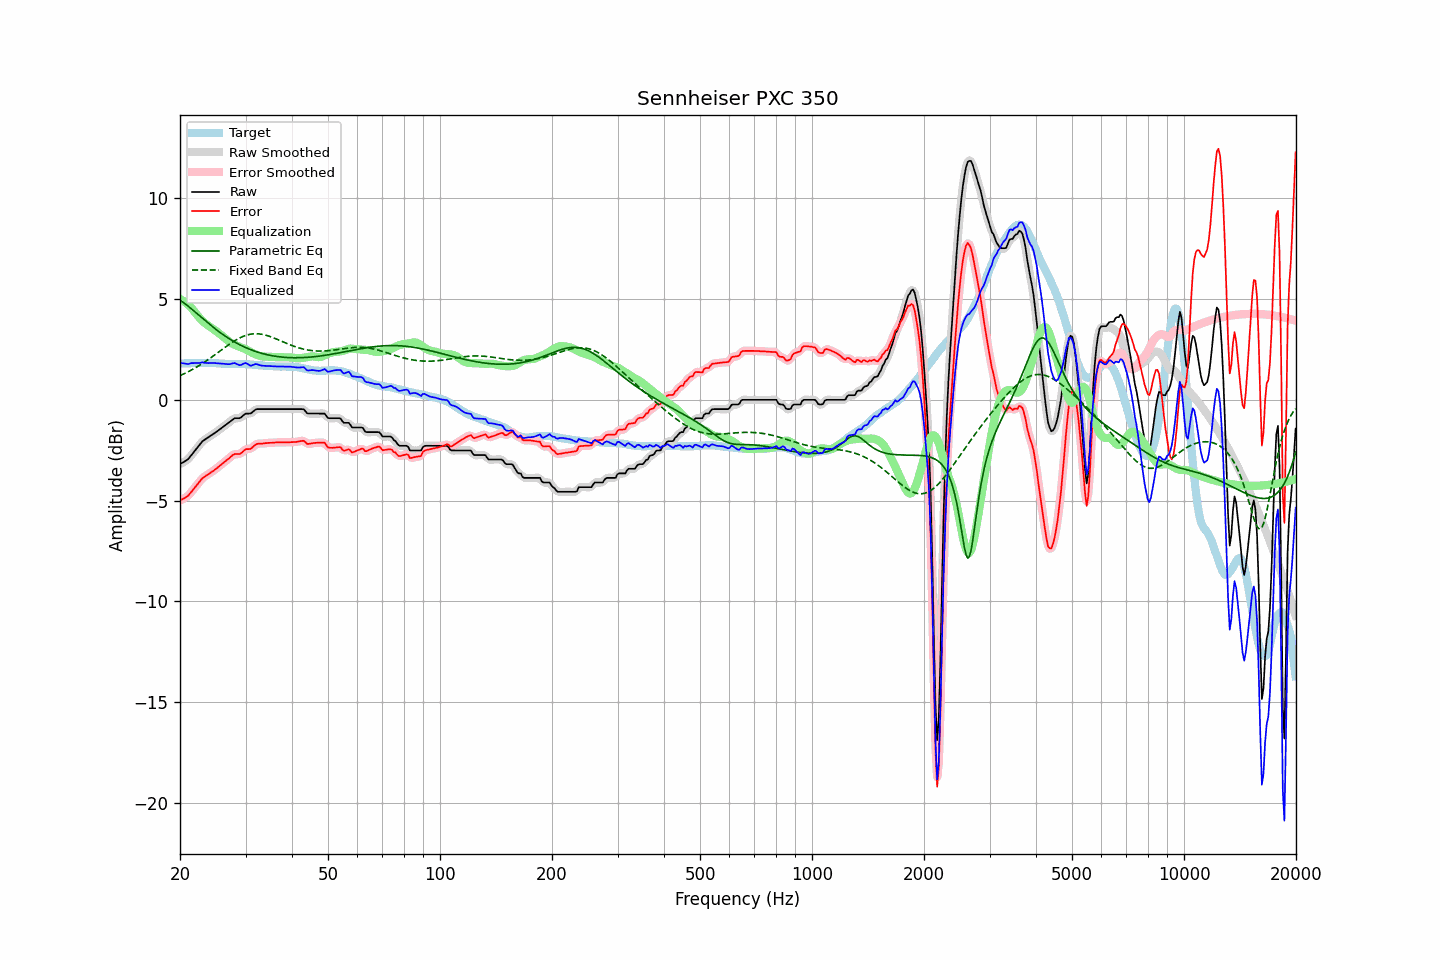 Sennheiser PXC 350
Target
Raw Smoothed
Error Smoothed
Raw
Error
Equalization
Parametric Eq
Fixed Band Eq
Equalized
Amplitude (dBr)
10
5
0
−5
−10
−15
−20
20 50 100 200 500 1000 2000 5000 10000 20000
Frequency (Hz)